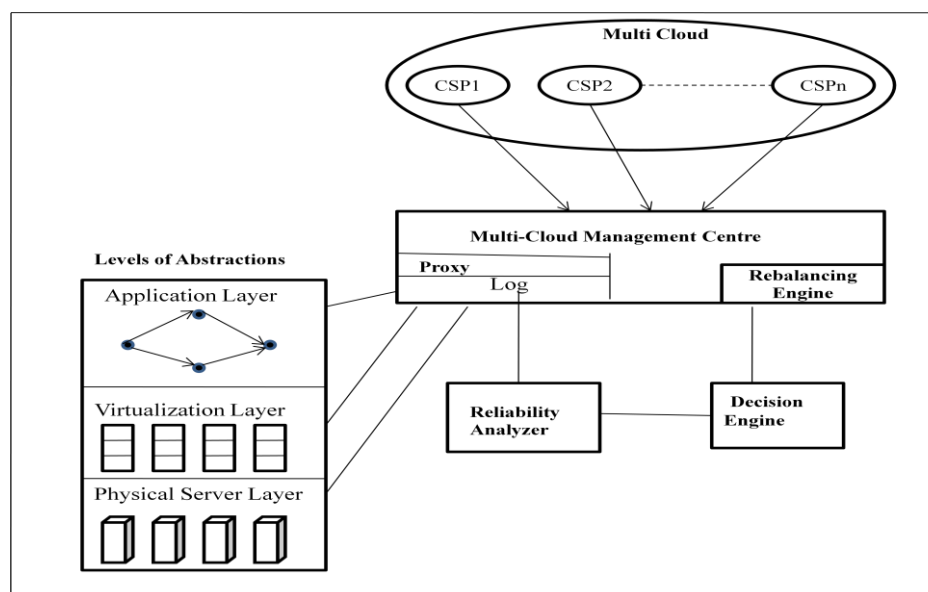 Multi Cloud
CSP1
CSP2
CSPn
Multi-Cloud Management Centre
Proxy
Log
Rebalancing
Engine
Levels of Abstractions
Application Layer
Virtualization Layer
Physical Server Layer
Reliability
Analyzer
Decision
Engine